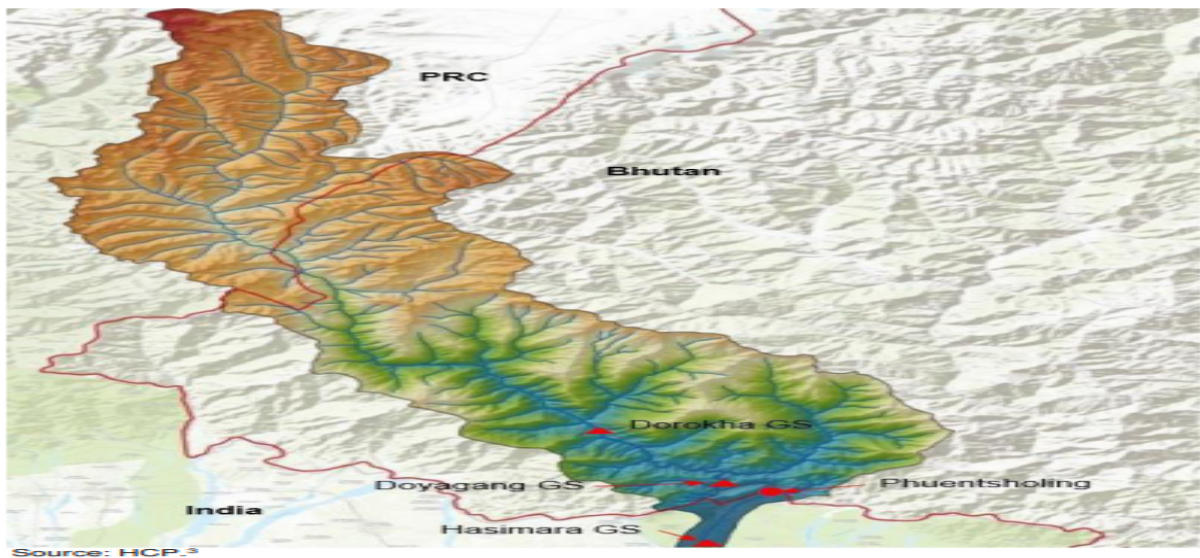 PRC
Bhutan
Dorokha GS
Doyagang GS
Phuentsholing
India
Hasimara GS
Source: HCP.³